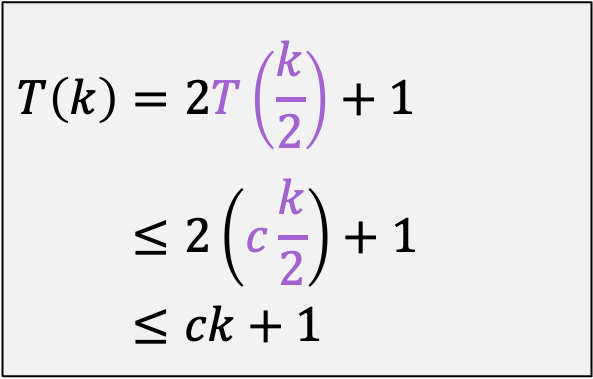 T(k) = 2T(k/2) + 1
≤ 2(c k/2) + 1
≤ ck + 1